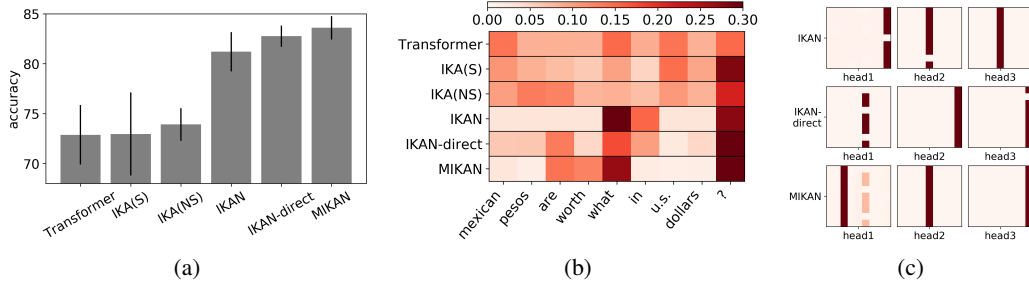 accuracy
85
80
75
70
Transformer
IKA(S)
IKA(NS)
IKAN
IKAN-direct
MIKAN
(a)
0.00 0.05 0.10 0.15 0.20 0.25 0.30
Transformer
IKA(S)
IKA(NS)
IKAN
IKAN-direct
MIKAN
mexican
pesos
are
worth
what
in
u.s.
dollars
?
(b)
IKAN
head1 head2 head3
IKAN-
direct
head1 head2 head3
MIKAN
head1 head2 head3
(c)